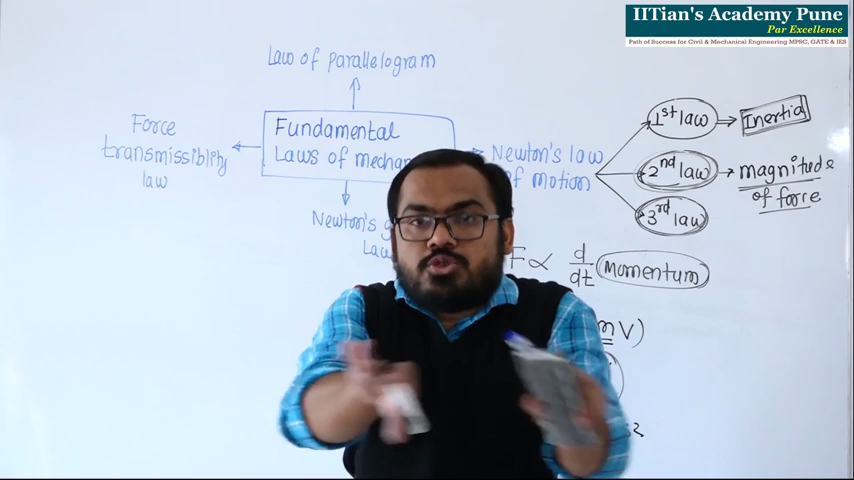 IITian's Academy Pune
Par Excellence
Path of Success for Civil & Mechanical Engineering MPSC, GATE & IES
Law of parallelogram
Fundamental
Laws of mechan
Force
transmissiblity
law
Newton's law
of motion
1st law
Inertia
2nd law
magnitude
of force
3rd law
Newton's g
Law
F ∝ d/dt momentum
mV)